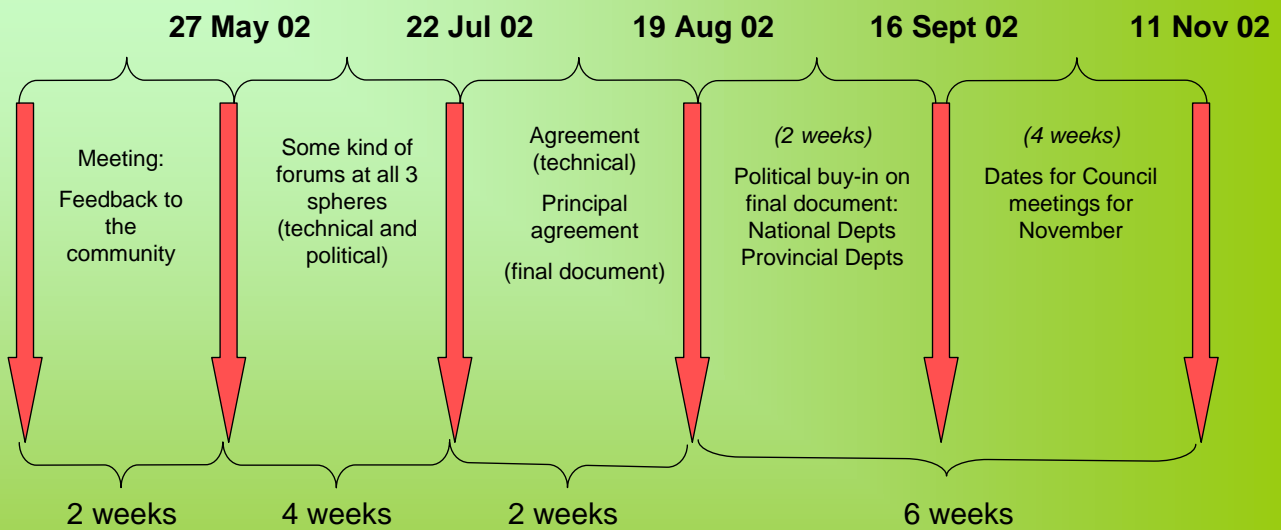 27 May 02
22 Jul 02
19 Aug 02
16 Sept 02
11 Nov 02
Meeting:
Feedback to
the
community
Some kind of
forums at all 3
spheres
(technical and
political)
Agreement
(technical)
Principal
agreement
(final document)
(2 weeks)
Political buy-in on
final document:
National Depts
Provincial Depts
(4 weeks)
Dates for Council
meetings for
November
2 weeks
4 weeks
2 weeks
6 weeks